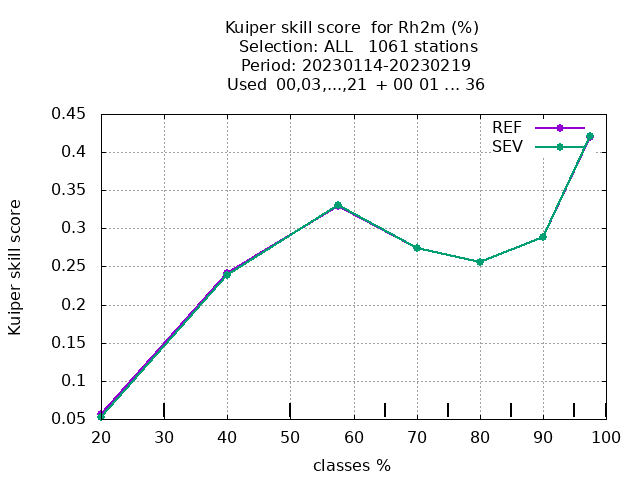 Kuiper skill score  for Rh2m (%)
Selection: ALL   1061 stations
Period: 20230114-20230219
Used  00,03,...,21  + 00 01 ... 36
REF
SEV
0.45
0.4
0.35
0.3
0.25
0.2
0.15
0.1
0.05
Kuiper skill score
20 30 40 50 60 70 80 90 100
classes %